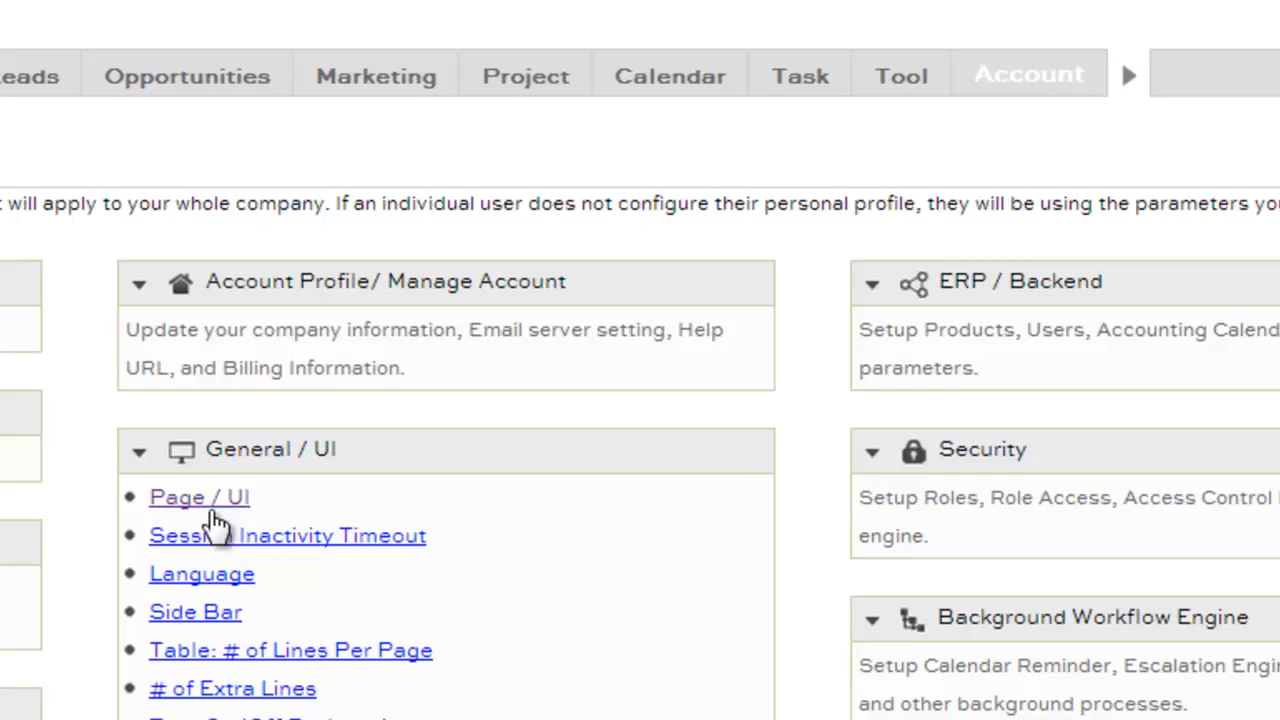 eads Opportunities Marketing Project Calendar Task Tool Account
will apply to your whole company. If an individual user does not configure their personal profile, they will be using the parameters yo
Account Profile/ Manage Account
Update your company information, Email server setting, Help
URL, and Billing Information.
General / UI
Page / UI
Inactivity Timeout
Language
Side Bar
Table: # of Lines Per Page
# of Extra Lines
ERP / Backend
Setup Products, Users, Accounting Calend
parameters.
Security
Setup Roles, Role Access, Access Control
engine.
Background Workflow Engine
Setup Calendar Reminder, Escalation Engi
and other background processes.